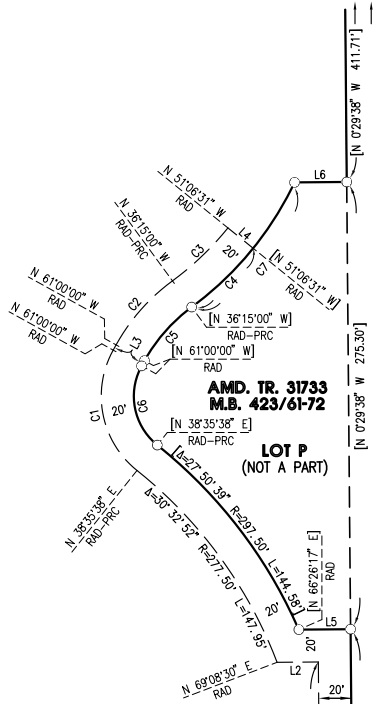 [N 0°29'38" W 411.71']
L6
N 51°06'31" W
RAD
L4
20'
C3
C7
C4
N 36°15'00" W
RAD-PRC
C2
[N 51°06'31" W]
RAD
N 61°00'00" W
RAD
N 61°00'00" W
RAD
L3
C5
[N 36°15'00" W]
RAD-PRC
[N 61°00'00" W]
RAD
[N 0°29'38" W 275.30']
AMD. TR. 31733
M.B. 423/61-72
C1
20'
C6
[N 38°35'38" E]
RAD-PRC
LOT P
(NOT A PART)
N 38°35'38" E
RAD-PRC
[Δ=27°50'39" R=297.50' L=144.58']
Δ=30°32'52" R=277.50' L=147.95'
[N 66°26'17" E]
RAD
20'
20'
L5
N 69°08'30" E
RAD
L2
20'